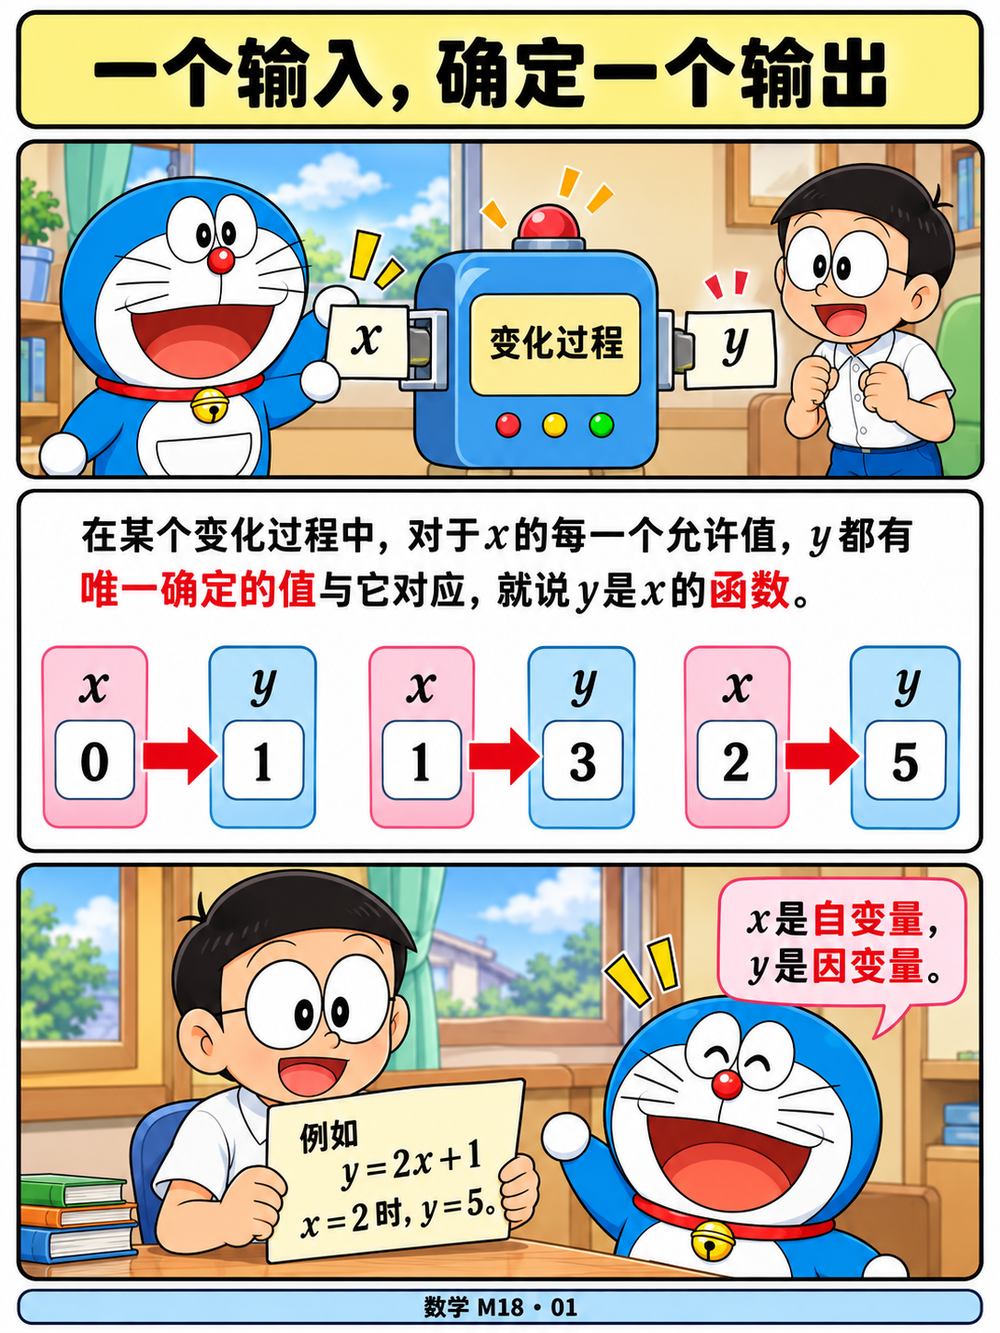 一个输入，确定一个输出
x
变化过程
y
在某个变化过程中，对于x的每一个允许值，y都有
唯一确定的值与它对应，就说y是x的函数。
x y x y x y
0 1 1 3 2 5
x是自变量，
y是因变量。
例如
y=2x+1
x=2时，y=5。
数学 M18·01